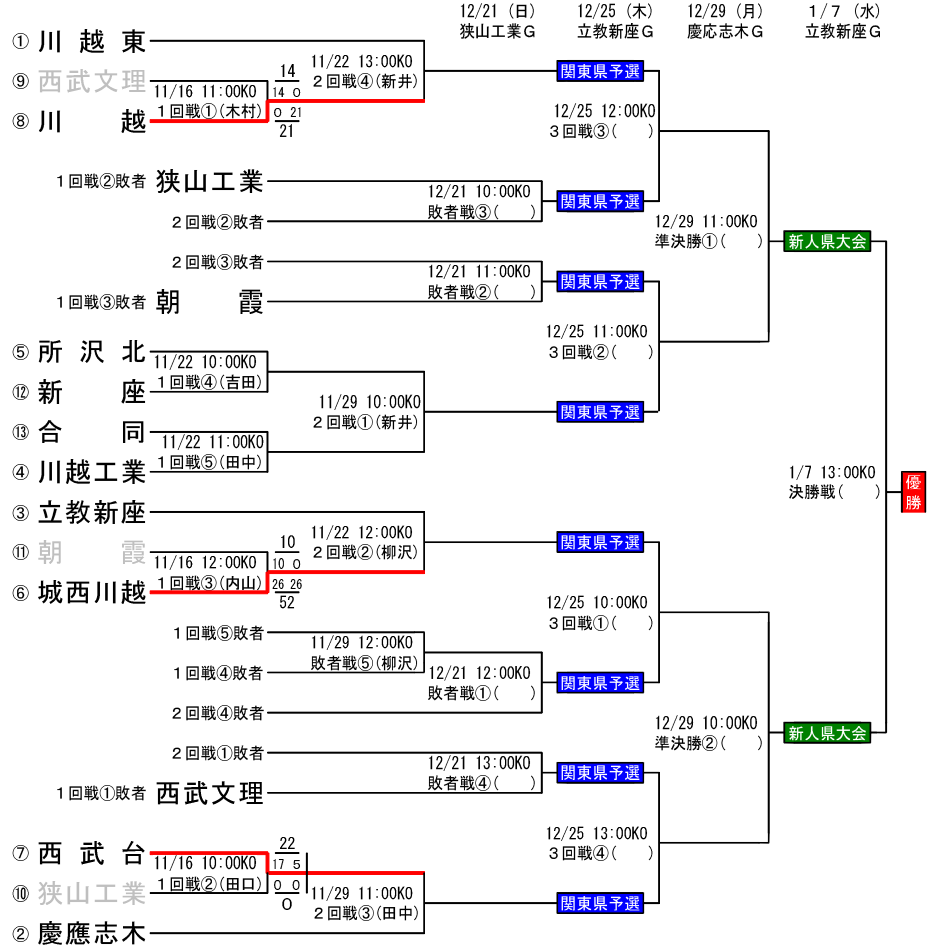 12/21 (日)
狭山工業G
12/25 (木)
立教新座G
12/29 (月)
慶応志木G
1/7 (水)
立教新座G
① 川越東
11/22 13:00KO
2回戦④(新井)
関東県予選
⑨ 西武文理
11/16 11:00KO
1回戦①(木村)
14
14 0
0 21
21
⑧ 川越
12/25 12:00KO
3回戦③( )
1回戦②敗者 狭山工業
12/21 10:00KO
敗者戦③( )
関東県予選
2回戦②敗者
12/29 11:00KO
準決勝①( )
新人県大会
2回戦③敗者
12/21 11:00KO
敗者戦②( )
関東県予選
1回戦③敗者 朝霞
12/25 11:00KO
3回戦②( )
⑤ 所沢北
11/22 10:00KO
1回戦④(吉田)
⑫ 新座
11/29 10:00KO
2回戦①(新井)
関東県予選
⑬ 合同
11/22 11:00KO
1回戦⑤(田中)
④ 川越工業
1/7 13:00KO
決勝戦( )
優勝
③ 立教新座
11/22 12:00KO
2回戦②(柳沢)
関東県予選
⑪ 朝霞
11/16 12:00KO
1回戦③(内山)
10
10 0
26 26
52
⑥ 城西川越
12/25 10:00KO
3回戦①( )
1回戦⑤敗者
11/29 12:00KO
敗者戦⑤(柳沢)
1回戦④敗者
12/21 12:00KO
敗者戦①( )
関東県予選
2回戦④敗者
12/29 10:00KO
準決勝②( )
新人県大会
2回戦①敗者
12/21 13:00KO
敗者戦④( )
関東県予選
1回戦①敗者 西武文理
12/25 13:00KO
3回戦④( )
⑦ 西武台
11/16 10:00KO
1回戦②(田口)
22
17 5
0 0
0
⑩ 狭山工業
11/29 11:00KO
2回戦③(田中)
関東県予選
② 慶應志木